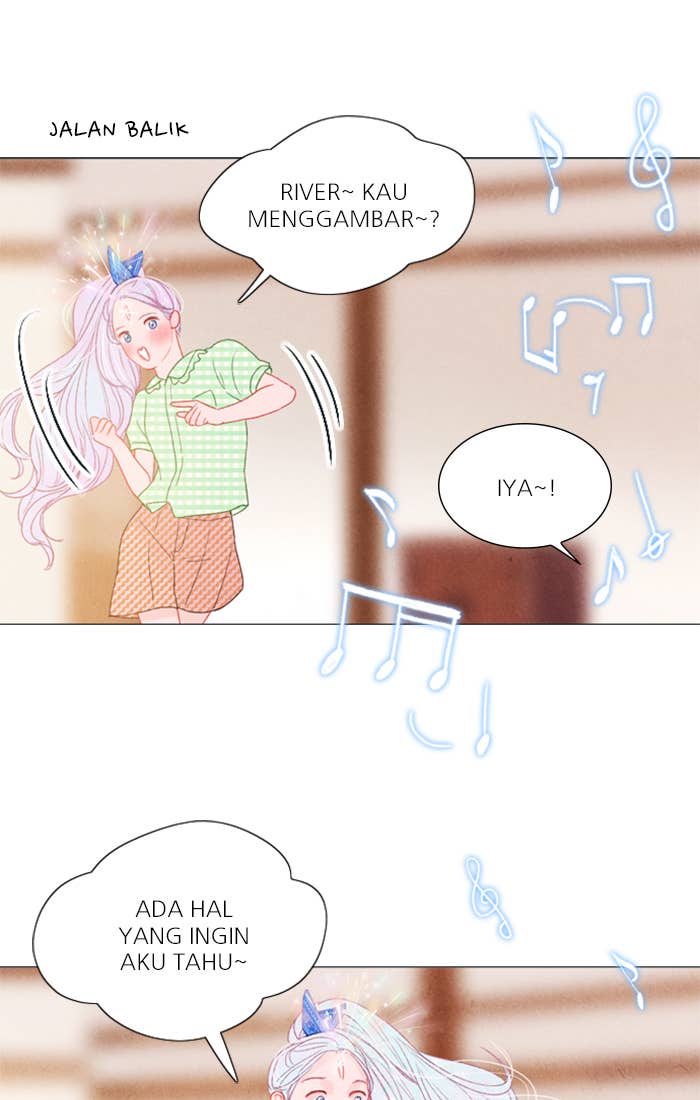 JALAN BALIK
RIVER~ KAU
MENGGAMBAR~?
IYA~!
ADA HAL
YANG INGIN
AKU TAHU~